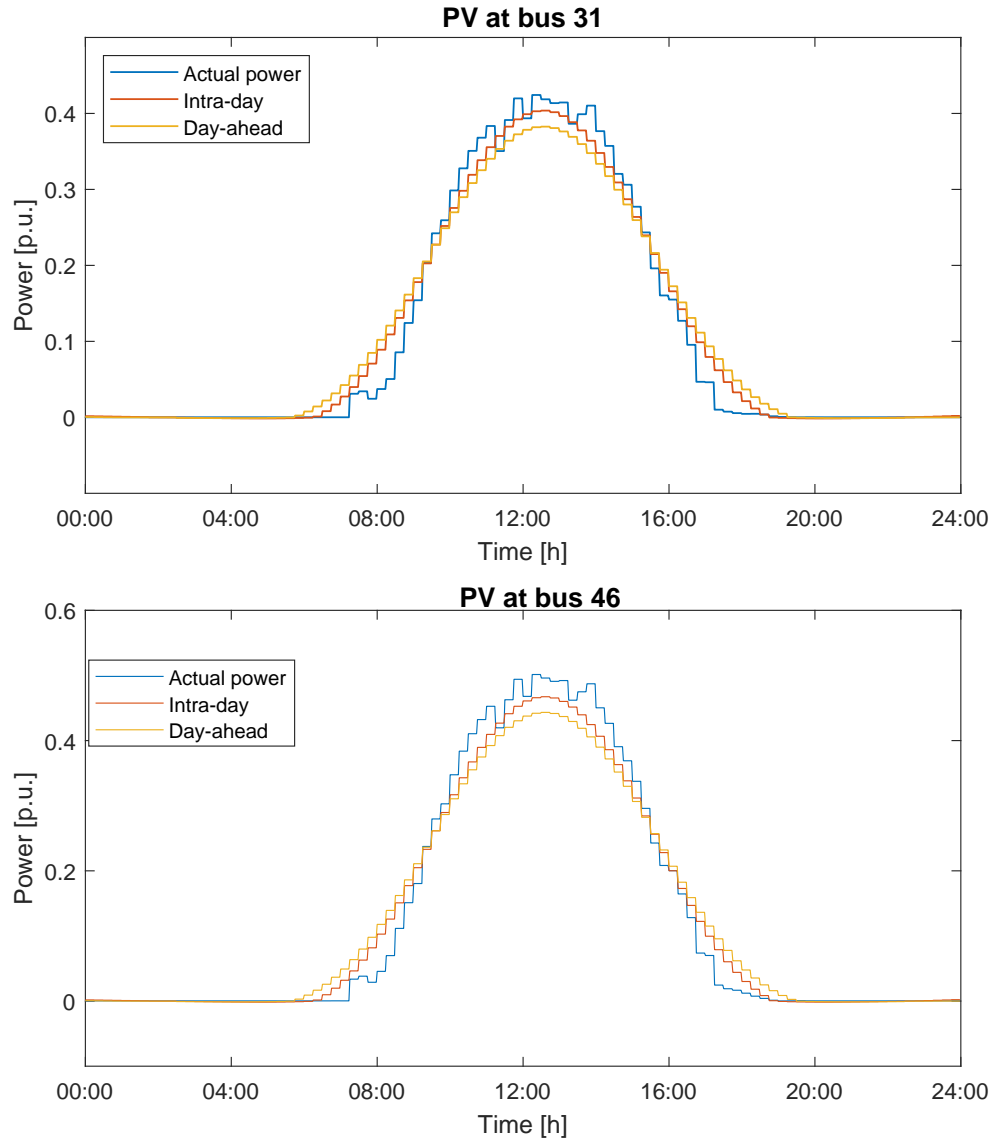 PV at bus 31
Actual power
Intra-day
Day-ahead
0.4
0.3
0.2
0.1
0
Power [p.u.]
00:00 04:00 08:00 12:00 16:00 20:00 24:00
Time [h]
PV at bus 46
0.6
Actual power
Intra-day
Day-ahead
0.4
0.2
0
Power [p.u.]
00:00 04:00 08:00 12:00 16:00 20:00 24:00
Time [h]